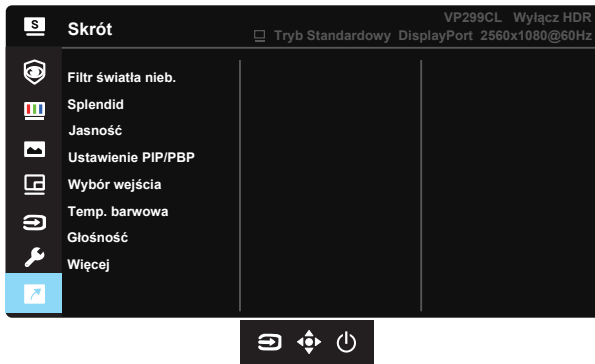 S
Skrót
VP299CL Wyłącz HDR
Tryb Standardowy DisplayPort 2560x1080@60Hz
Filtr światła nieb.
Splendid
Jasność
Ustawienie PIP/PBP
Wybór wejścia
Temp. barwowa
Głośność
Więcej